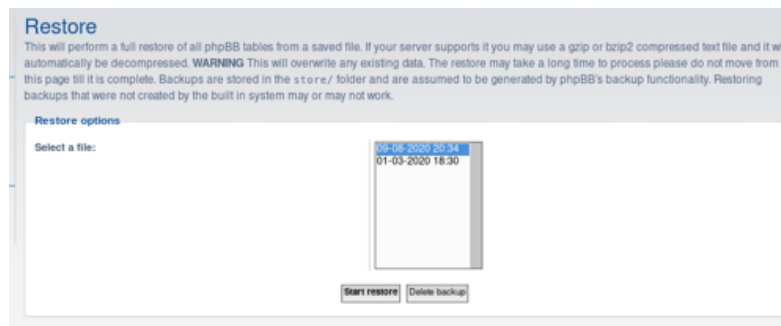 Restore
This will perform a full restore of all phpBB tables from a saved file. If your server supports it you may use a gzip or bzip2 compressed text file and it
automatically be decompressed. WARNING This will overwrite any existing data. The restore may take a long time to process please do not move from
this page till it is complete. Backups are stored in the store/ folder and are assumed to be generated by phpBB's backup functionality. Restoring
backups that were not created by the built in system may or may not work.
Restore options
Select a file:
09-08-2020 20:34
01-03-2020 18:30
Start restore
Delete backup